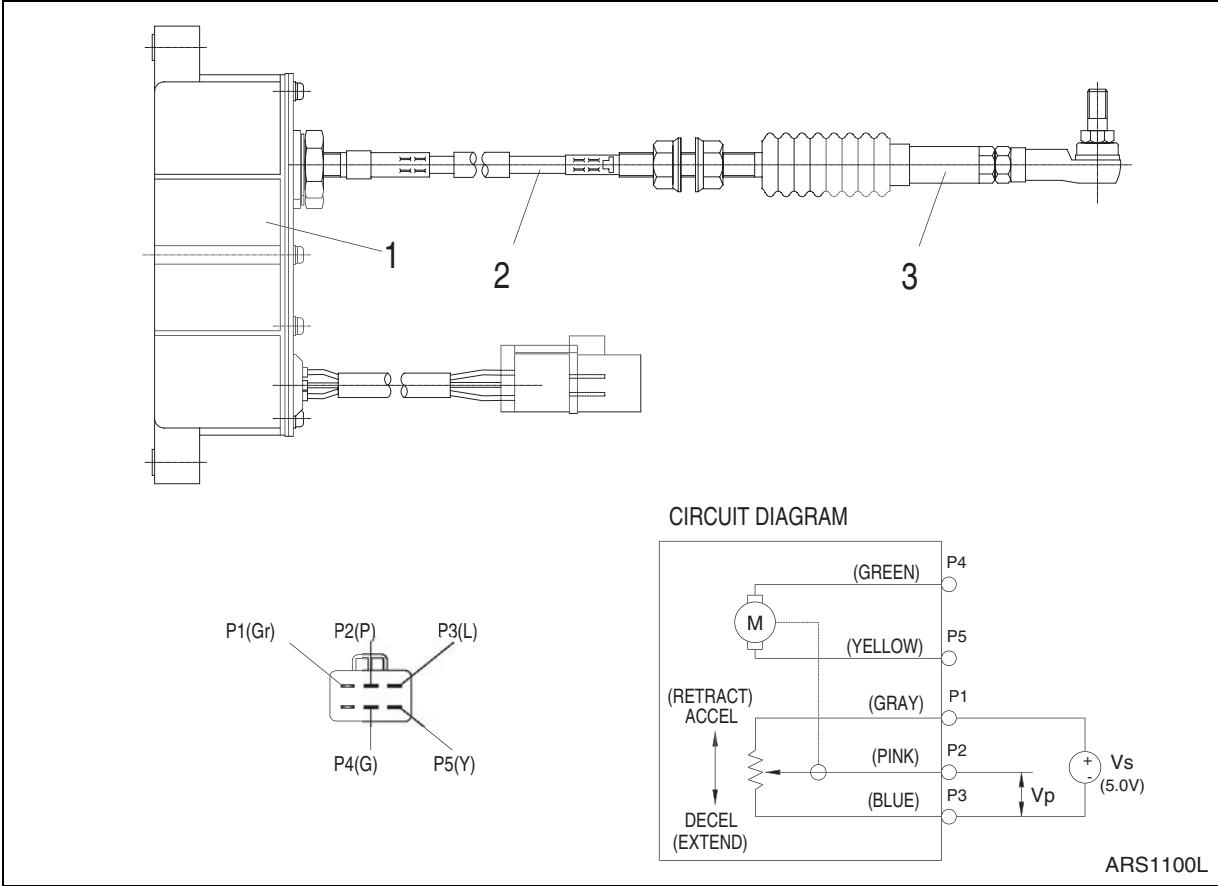 1
2
3
CIRCUIT DIAGRAM
P1(Gr)
P2(P)
P3(L)
P4(G)
P5(Y)
(GREEN)
P4
M
(YELLOW)
P5
(RETRACT)
ACCEL
(GRAY)
P1
(PINK)
P2
(BLUE)
P3
DECEL
(EXTEND)
Vp
+
-
Vs
(5.0V)
ARS1100L